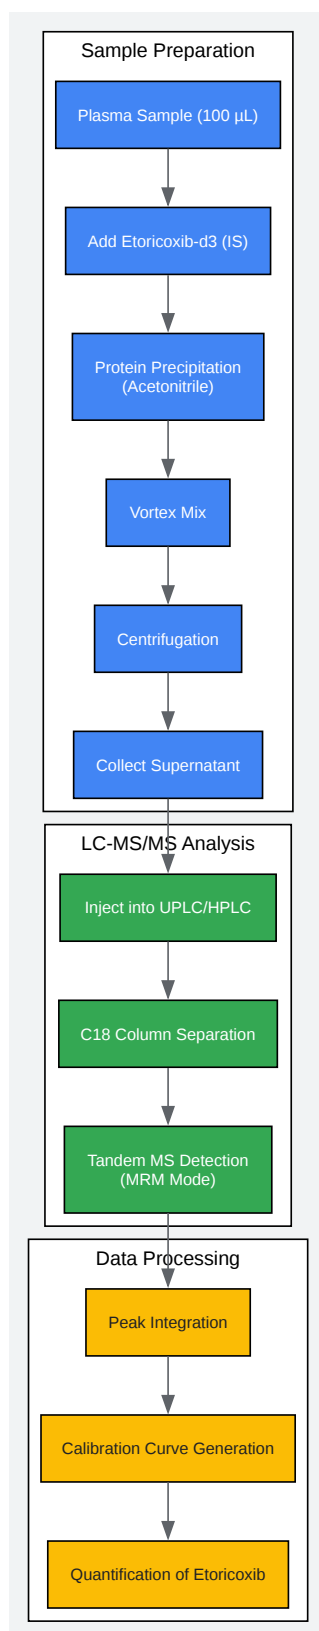 Sample Preparation
Plasma Sample (100 µL)
Add Etoricoxib-d3 (IS)
Protein Precipitation
(Acetonitrile)
Vortex Mix
Centrifugation
Collect Supernatant
LC-MS/MS Analysis
Inject into UPLC/HPLC
C18 Column Separation
Tandem MS Detection
(MRM Mode)
Data Processing
Peak Integration
Calibration Curve Generation
Quantification of Etoricoxib